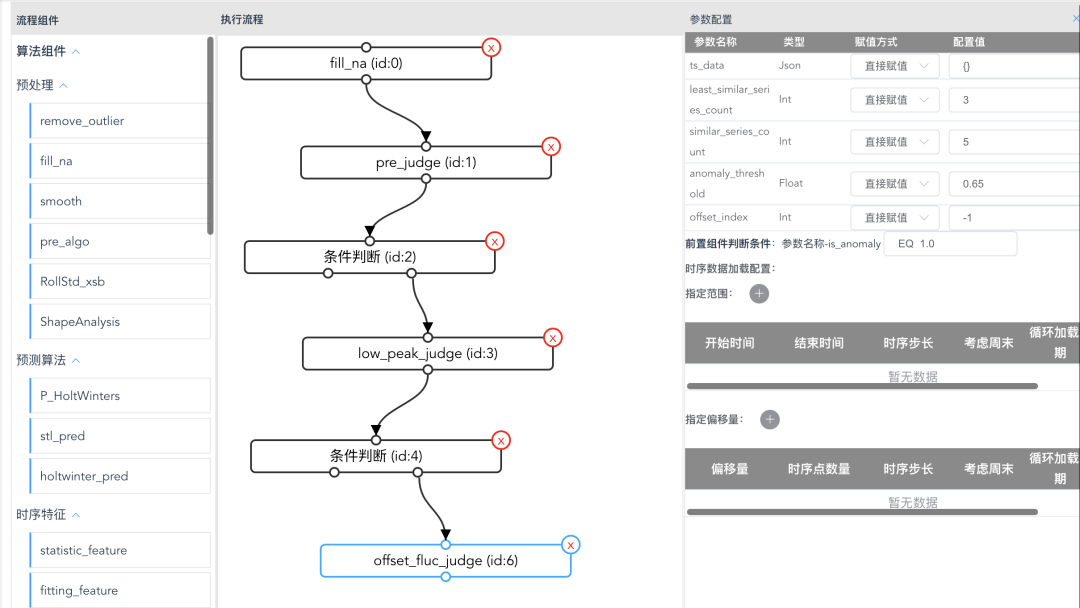 流程组件
算法组件
预处理
remove_outlier
fill_na
smooth
pre_algo
RollStd_xsb
ShapeAnalysis
预测算法
P_HoltWinters
stl_pred
holtwinter_pred
时序特征
statistic_feature
fitting_feature
执行流程
x
fill_na (id:0)
x
pre_judge (id:1)
x
条件判断 (id:2)
x
low_peak_judge (id:3)
x
条件判断 (id:4)
x
offset_fluc_judge (id:6)
参数配置 ×
参数名称 类型 赋值方式 配置值
ts_data Json 直接赋值 {}
least_similar_seri
es_count Int 直接赋值 3
similar_series_co
unt Int 直接赋值 5
anomaly_thresh
old Float 直接赋值 0.65
offset_index Int 直接赋值 -1
前置组件判断条件: 参数名称-is_anomaly EQ 1.0
时序数据加载配置:
指定范围: +
开始时间 结束时间 时序步长 考虑周末 循环加载
期
暂无数据
指定偏移量: +
偏移量 时序点数量 时序步长 考虑周末 循环加载
期
暂无数据